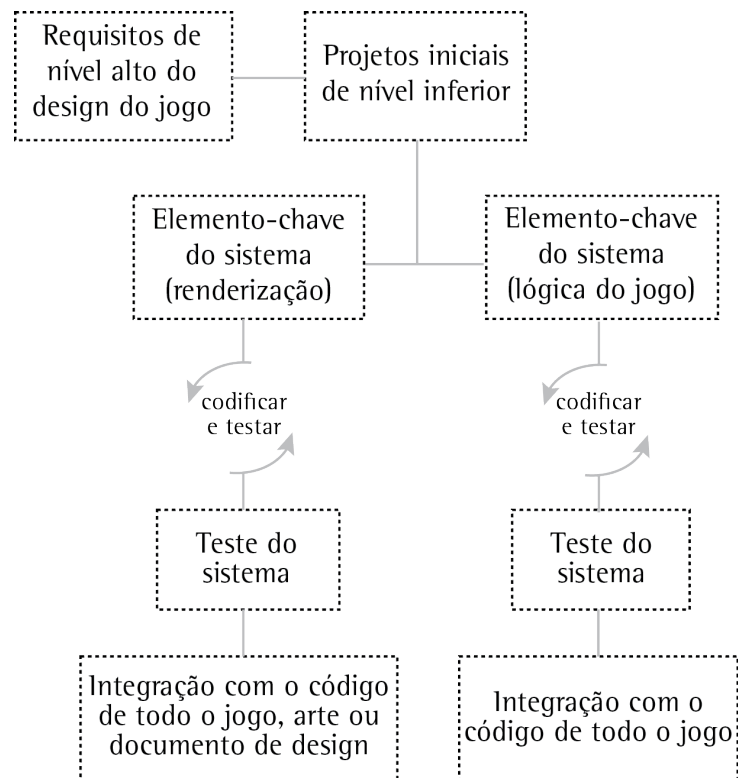 Requisitos de
nível alto do
design do jogo
Projetos iniciais
de nível inferior
Elemento-chave
do sistema
(renderização)
Elemento-chave
do sistema
(lógica do jogo)
codificar
e testar
codificar
e testar
Teste do
sistema
Teste do
sistema
Integração com o código
de todo o jogo, arte ou
documento de design
Integração com o
código de todo o jogo